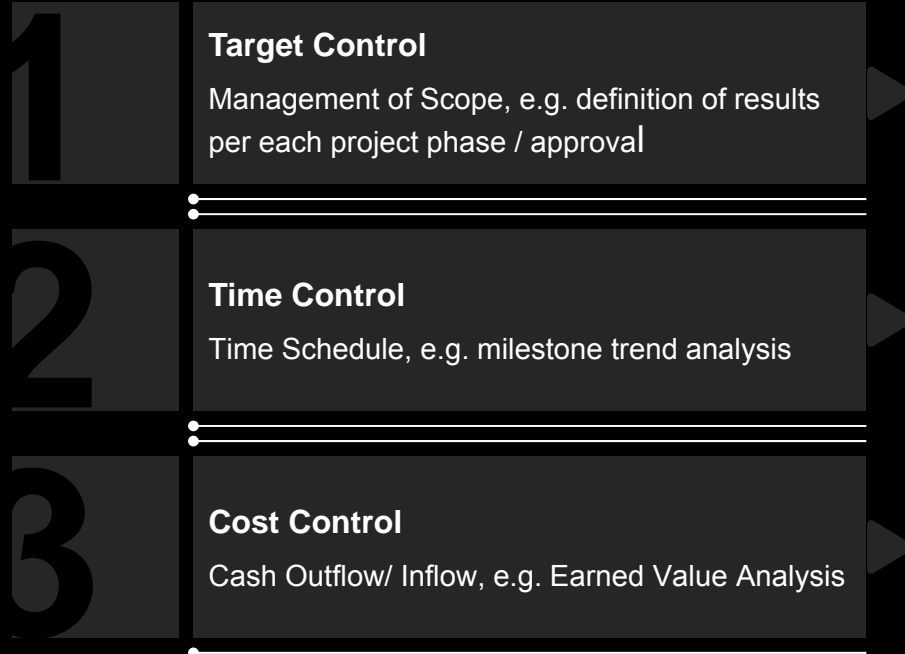 1
Target Control
Management of Scope, e.g. definition of results
per each project phase / approval
2
Time Control
Time Schedule, e.g. milestone trend analysis
3
Cost Control
Cash Outflow/ Inflow, e.g. Earned Value Analysis